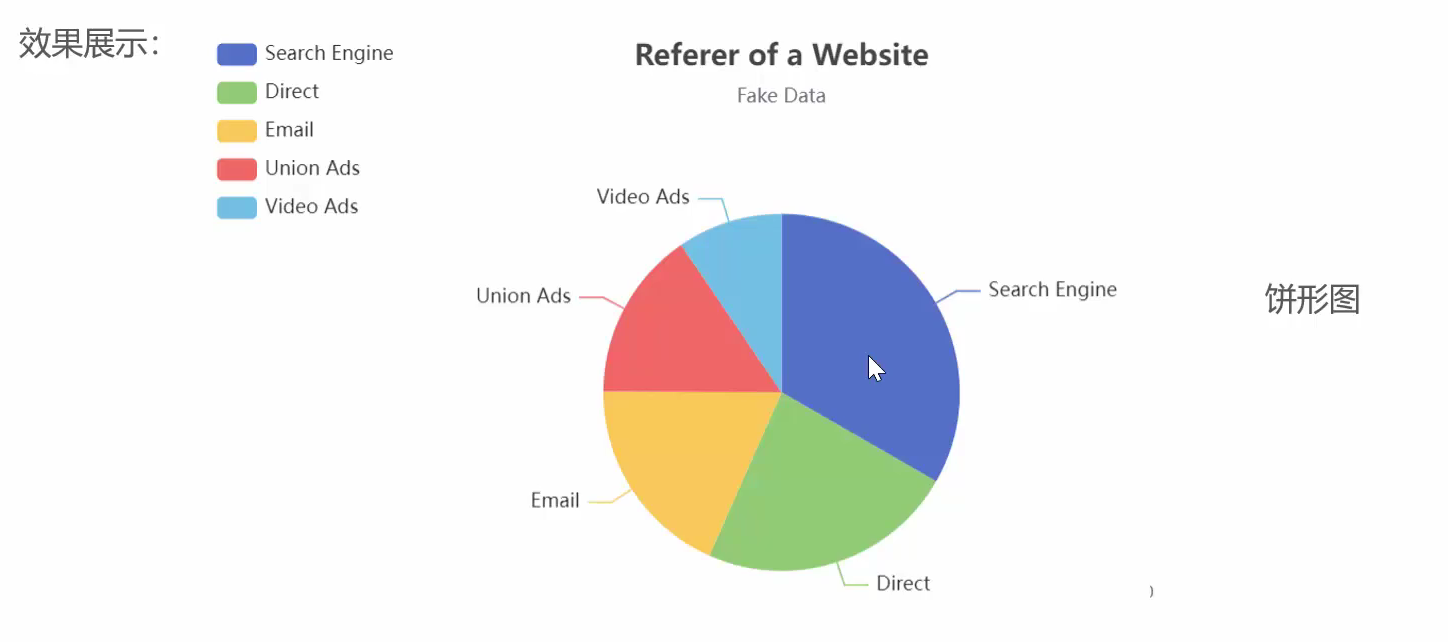 效果展示：
Search Engine
Direct
Email
Union Ads
Video Ads
Referer of a Website
Fake Data
Video Ads
Union Ads
Search Engine
Email
Direct
饼形图